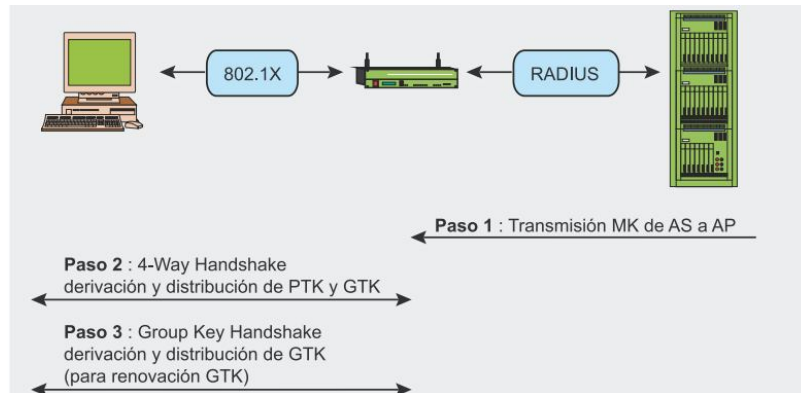 802.1X
RADIUS
Paso 1 : Transmisión MK de AS a AP
Paso 2 : 4-Way Handshake
derivación y distribución de PTK y GTK
Paso 3 : Group Key Handshake
derivación y distribución de GTK
(para renovación GTK)